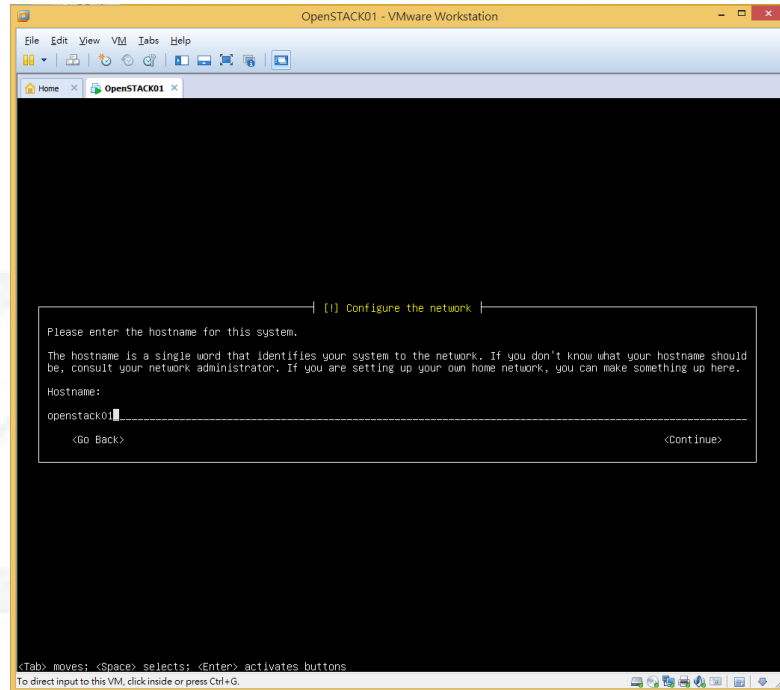 OpenSTACK01 - VMware Workstation
File Edit View VM Tabs Help
Home OpenSTACK01
[!] Configure the network
Please enter the hostname for this system.
The hostname is a single word that identifies your system to the network. If you don't know what your hostname should
be, consult your network administrator. If you are setting up your own home network, you can make something up here.
Hostname:
openstack01
<Go Back> <Continue>
<Tab> moves; <Space> selects; <Enter> activates buttons
To direct input to this VM, click inside or press Ctrl+G.